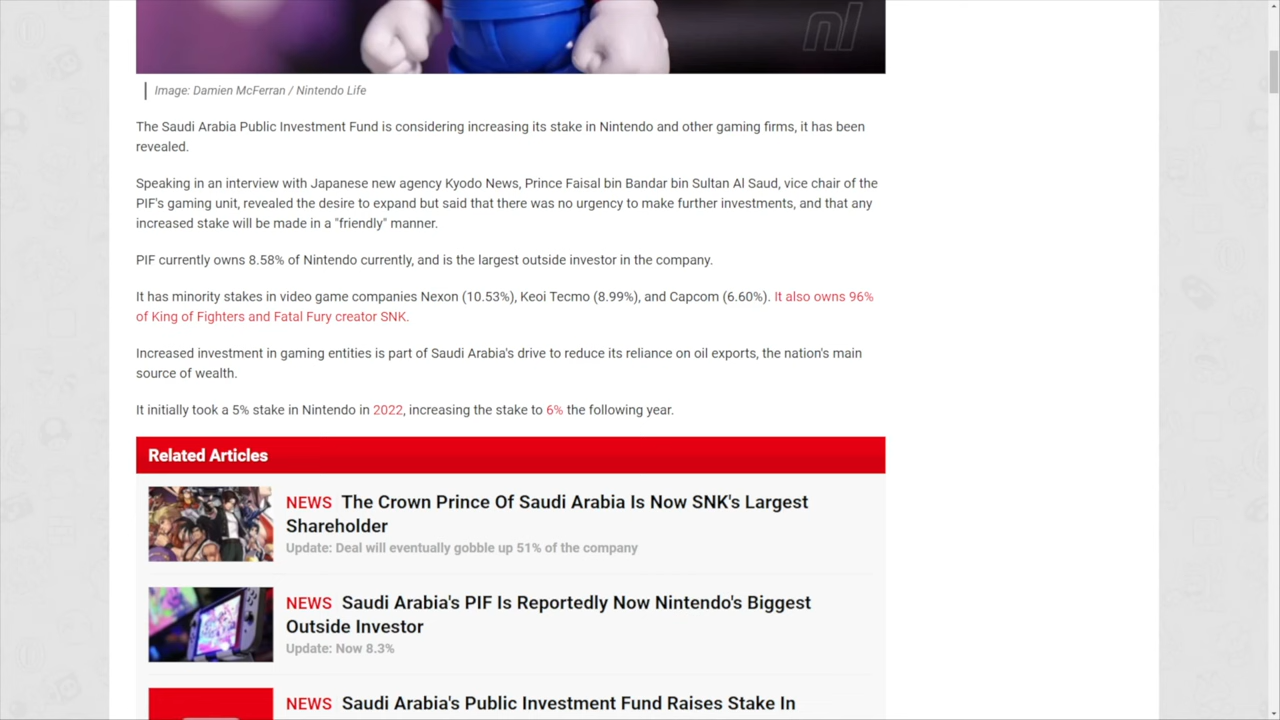 nl
Image: Damien McFerran / Nintendo Life
The Saudi Arabia Public Investment Fund is considering increasing its stake in Nintendo and other gaming firms, it has been
revealed.
Speaking in an interview with Japanese new agency Kyodo News, Prince Faisal bin Bandar bin Sultan Al Saud, vice chair of the
PIF's gaming unit, revealed the desire to expand but said that there was no urgency to make further investments, and that any
increased stake will be made in a "friendly" manner.
PIF currently owns 8.58% of Nintendo currently, and is the largest outside investor in the company.
It has minority stakes in video game companies Nexon (10.53%), Keoi Tecmo (8.99%), and Capcom (6.60%). It also owns 96%
of King of Fighters and Fatal Fury creator SNK.
Increased investment in gaming entities is part of Saudi Arabia's drive to reduce its reliance on oil exports, the nation's main
source of wealth.
It initially took a 5% stake in Nintendo in 2022, increasing the stake to 6% the following year.
Related Articles
NEWS The Crown Prince Of Saudi Arabia Is Now SNK's Largest
Shareholder
Update: Deal will eventually gobble up 51% of the company
NEWS Saudi Arabia's PIF Is Reportedly Now Nintendo's Biggest
Outside Investor
Update: Now 8.3%
NEWS Saudi Arabia's Public Investment Fund Raises Stake In